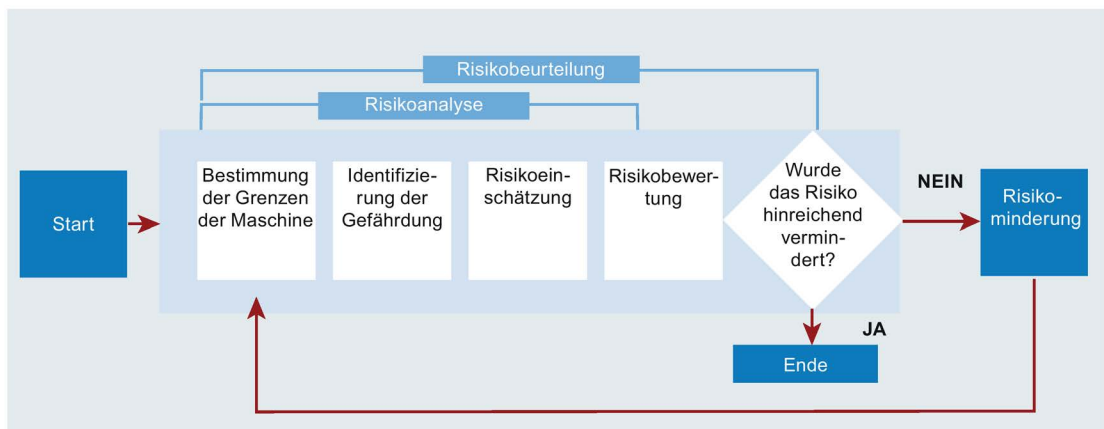 Risikobeurteilung
Risikoanalyse
Start
Bestimmung
der Grenzen
der Maschine
Identifizie-
rung der
Gefährdung
Risikoein-
schätzung
Risikobewer-
tung
Wurde
das Risiko
hinreichend
vermin-
dert?
NEIN
Risiko-
minderung
JA
Ende